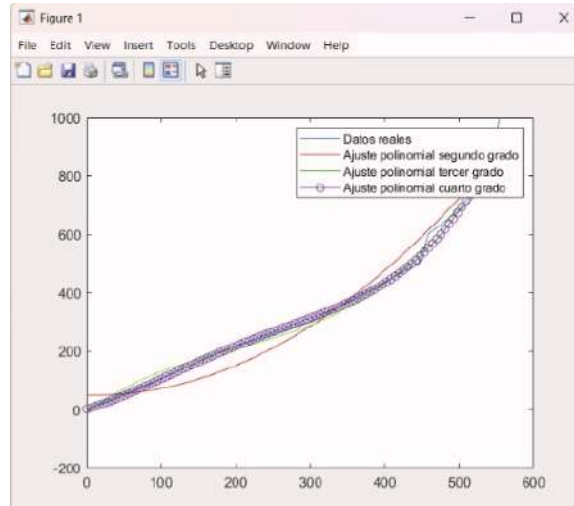 Figure 1
File Edit View Insert Tools Desktop Window Help
1000
800
600
400
200
0
-200
0 100 200 300 400 500 600
Datos reales
Ajuste polinomial segundo grado
Ajuste polinomial tercer grado
Ajuste polinomial cuarto grado